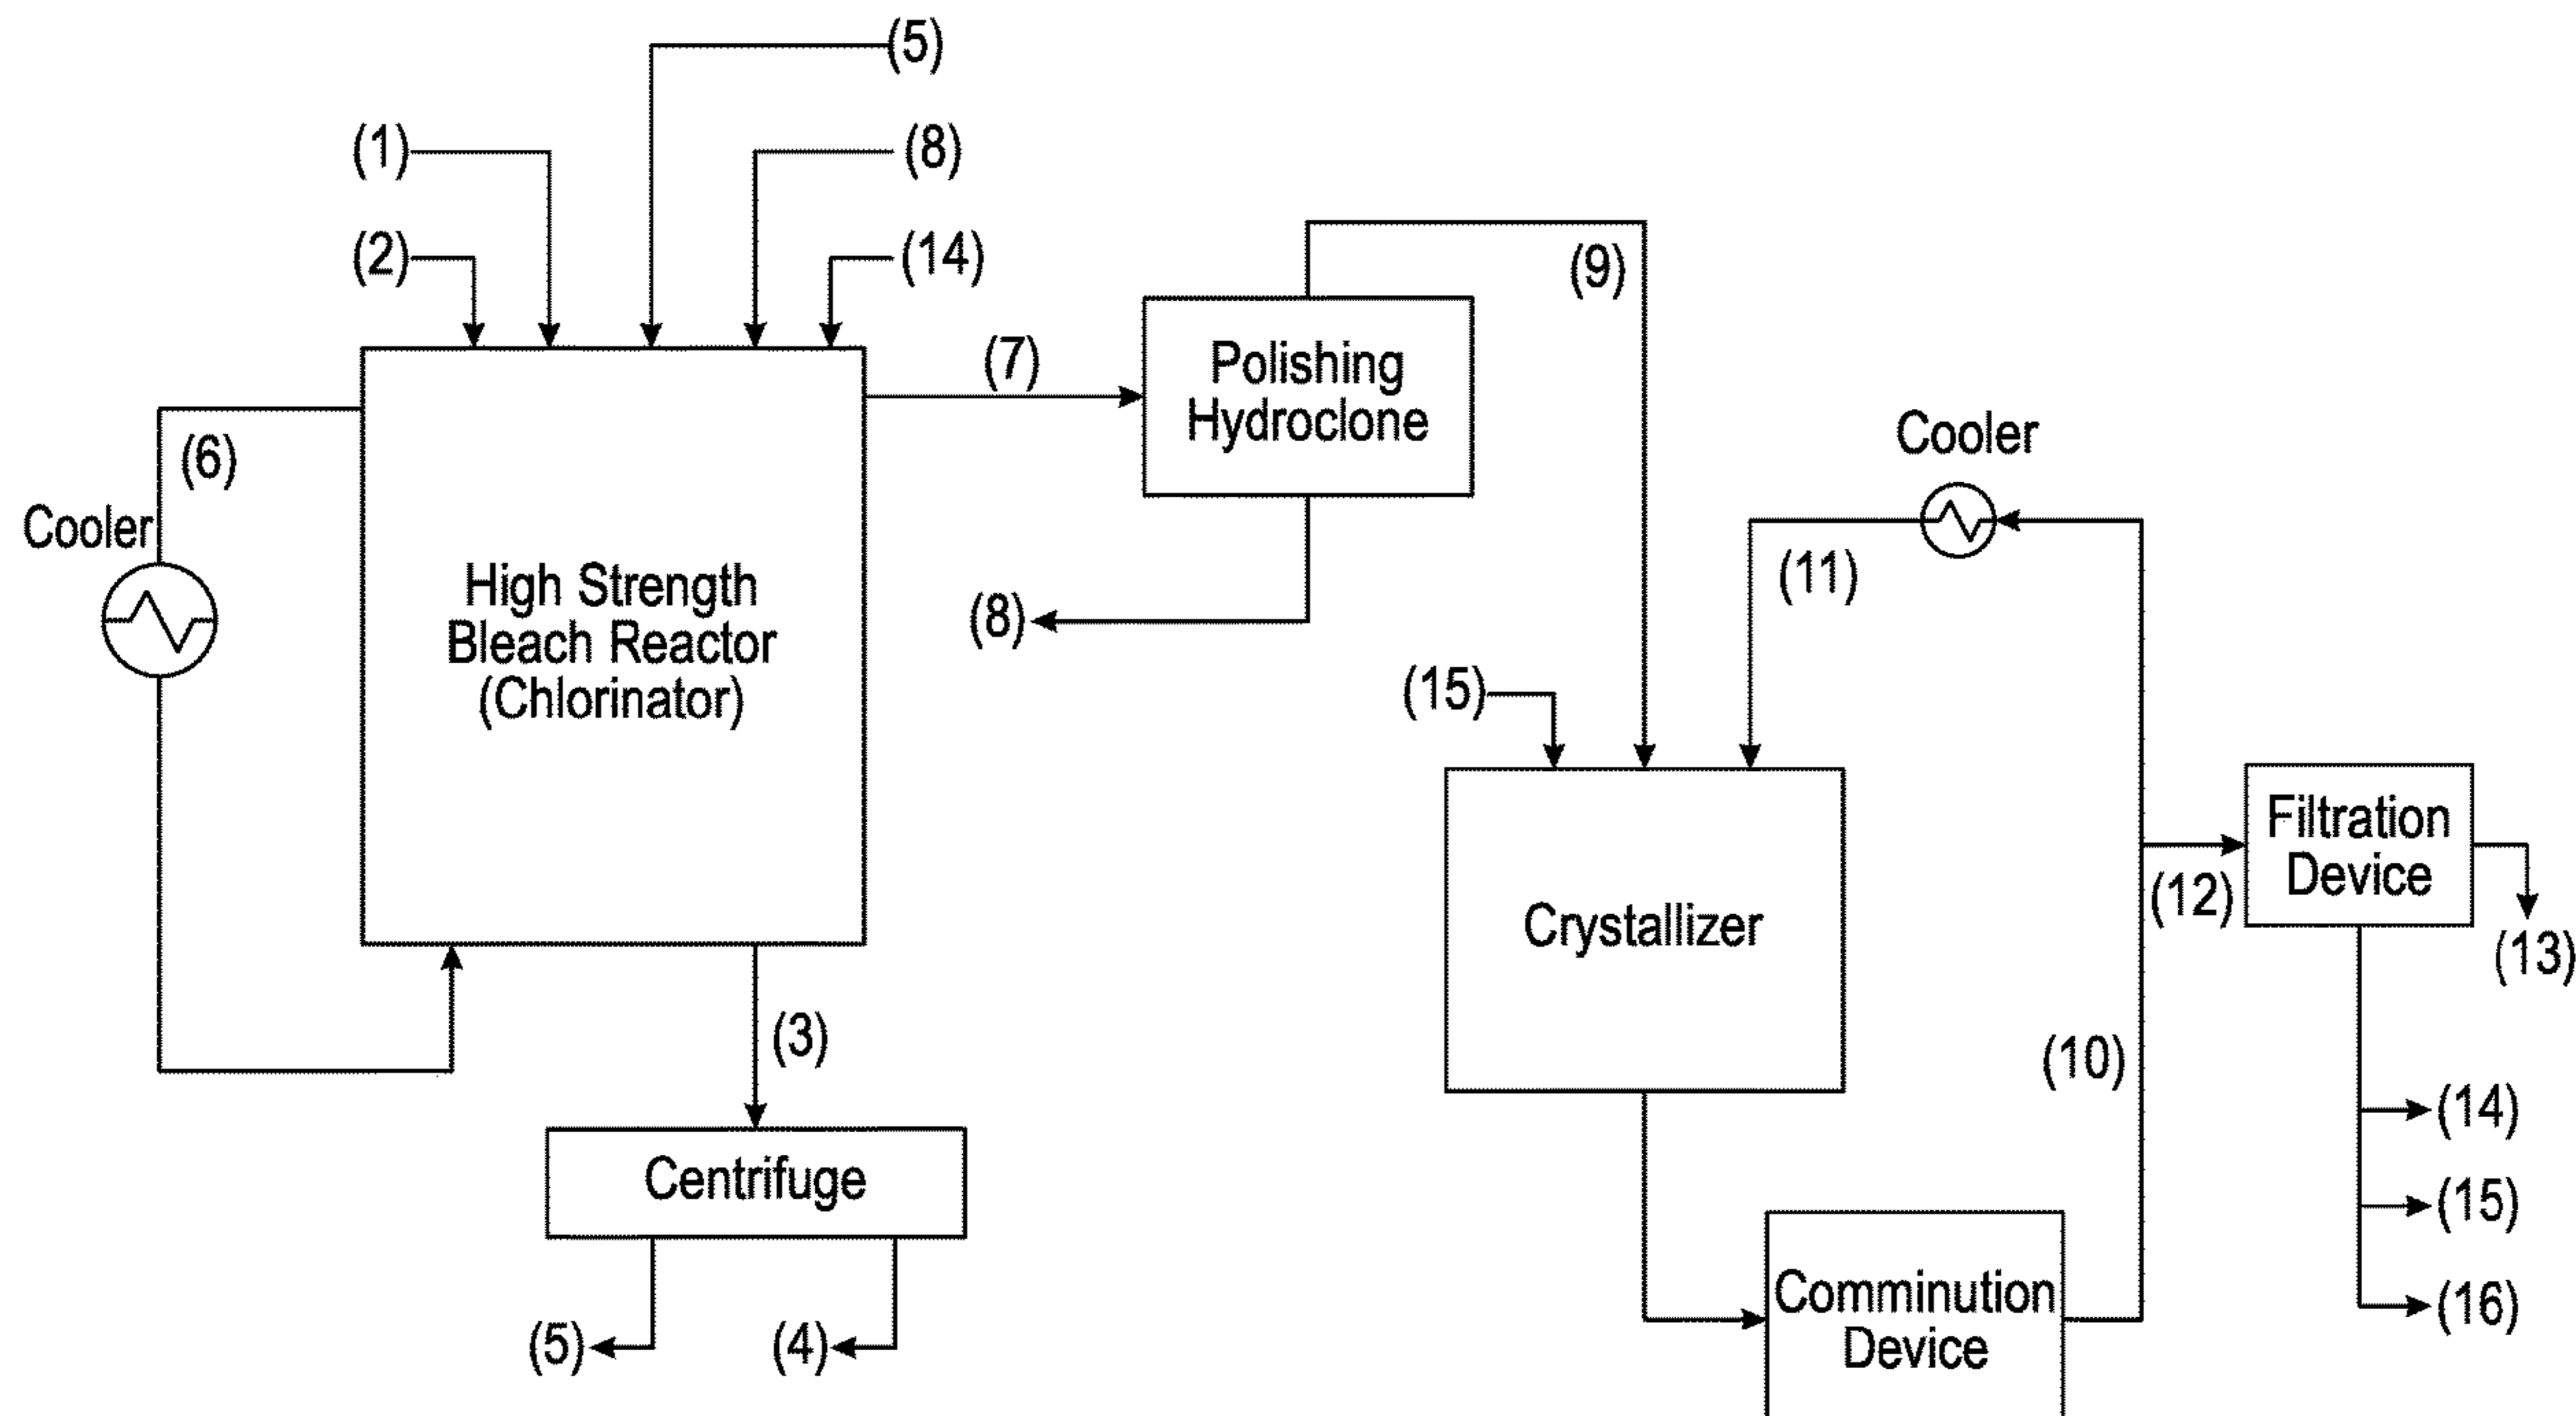 (5)
(1)
(8)
(2)
(14)
(9)
(7)
Polishing
Hydroclone
(6)
Cooler
Cooler
High Strength
Bleach Reactor
(Chlorinator)
(8)
(11)
(15)
Filtration
Device
(12)
(13)
Crystallizer
(3)
(10)
Centrifuge
(14)
(15)
(16)
(5)
(4)
Comminution
Device